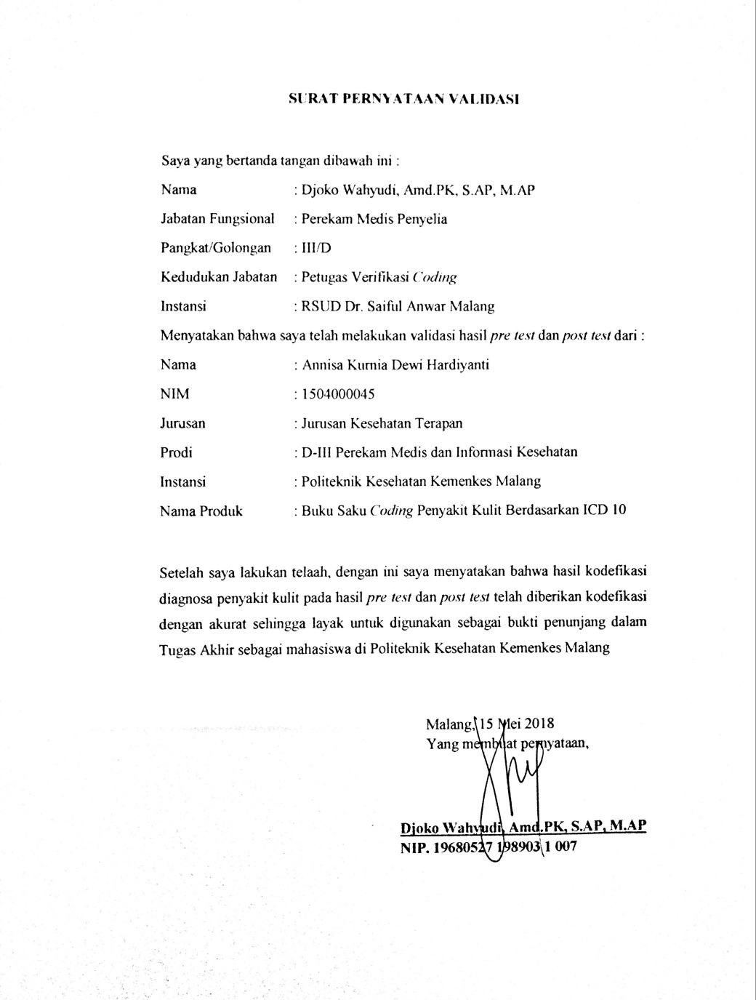 SURAT PERNYATAAN VALIDASI
Saya yang bertanda tangan dibawah ini :
Nama : Djoko Wahyudi, Amd.PK, S.AP, M.AP
Jabatan Fungsional : Perekam Medis Penyelia
Pangkat/Golongan : III/D
Kedudukan Jabatan : Petugas Verifikasi Coding
Instansi : RSUD Dr. Saiful Anwar Malang
Menyatakan bahwa saya telah melakukan validasi hasil pre test dan post test dari :
Nama : Annisa Kurnia Dewi Hardiyanti
NIM : 1504000045
Jurusan : Jurusan Kesehatan Terapan
Prodi : D-III Perekam Medis dan Informasi Kesehatan
Instansi : Politeknik Kesehatan Kemenkes Malang
Nama Produk : Buku Saku Coding Penyakit Kulit Berdasarkan ICD 10
Setelah saya lakukan telaah, dengan ini saya menyatakan bahwa hasil kodefikasi
diagnosa penyakit kulit pada hasil pre test dan post test telah diberikan kodefikasi
dengan akurat sehingga layak untuk digunakan sebagai bukti penunjang dalam
Tugas Akhir sebagai mahasiswa di Politeknik Kesehatan Kemenkes Malang
Malang, 15 Mei 2018
Yang membuat pernyataan,
Djoko Wahyudi, Amd.PK, S.AP, M.AP
NIP. 19680527 198903 1 007